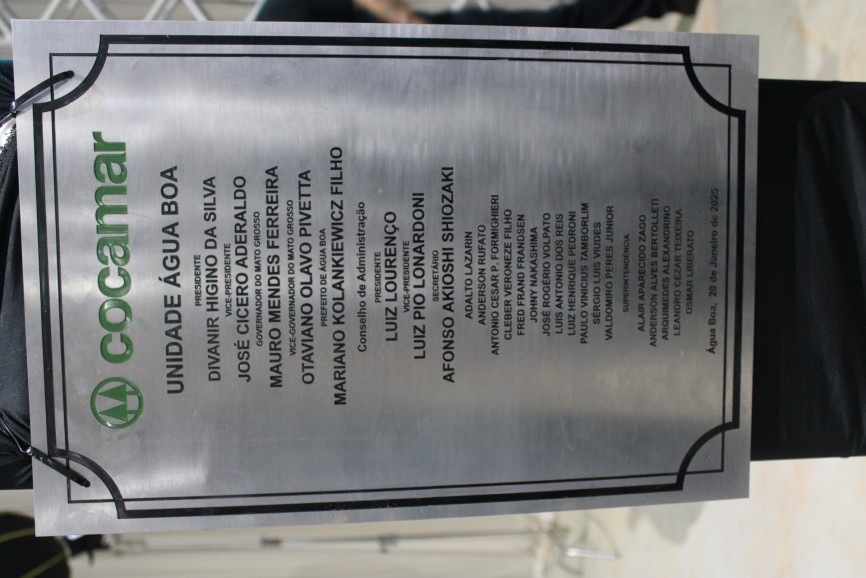 cocamar
UNIDADE ÁGUA BOA
PRESIDENTE
DIVANIR HIGINO DA SILVA
VICE-PRESIDENTE
JOSÉ CICERO ADERALDO
GOVERNADOR DO MATO GROSSO
MAURO MENDES FERREIRA
VICE-GOVERNADOR DO MATO GROSSO
OTAVIANO OLAVO PIVETTA
PREFEITO DE ÁGUA BOA
MARIANO KOLANKIEWICZ FILHO
Conselho de Administração
PRESIDENTE
LUIZ LOURENÇO
VICE-PRESIDENTE
LUIZ PIO LONARDONI
SECRETÁRIO
AFONSO AKIOSHI SHIOZAKI
ADALTO LAZARIN
ANDERSON RUFATO
ANTONIO CESAR P. FORMIGHIERI
CLEBER VERONEZE FILHO
FRED FRAND FRANDSEN
JOHNY NAKASHIMA
JOSÉ ROTERIO VOLPATO
LUIS ANTONIO DOS REIS
LUIZ HENRIQUE PEDRONI
PAULO VINICIUS TAMBORLIM
SÉRGIO LUIS VIUDES
VALDOMIRO PERES JUNIOR
SUPERINTENDÊNCIA
ALAIR APARECIDO ZAGO
ANDERSON ALVES BERTOLLETI
ARQUIMEDES ALEXANDRINO
LEANDRO CEZAR TEIXEIRA
OSMAR LIBERATO
Água Boa, 20 de Janeiro de 2025